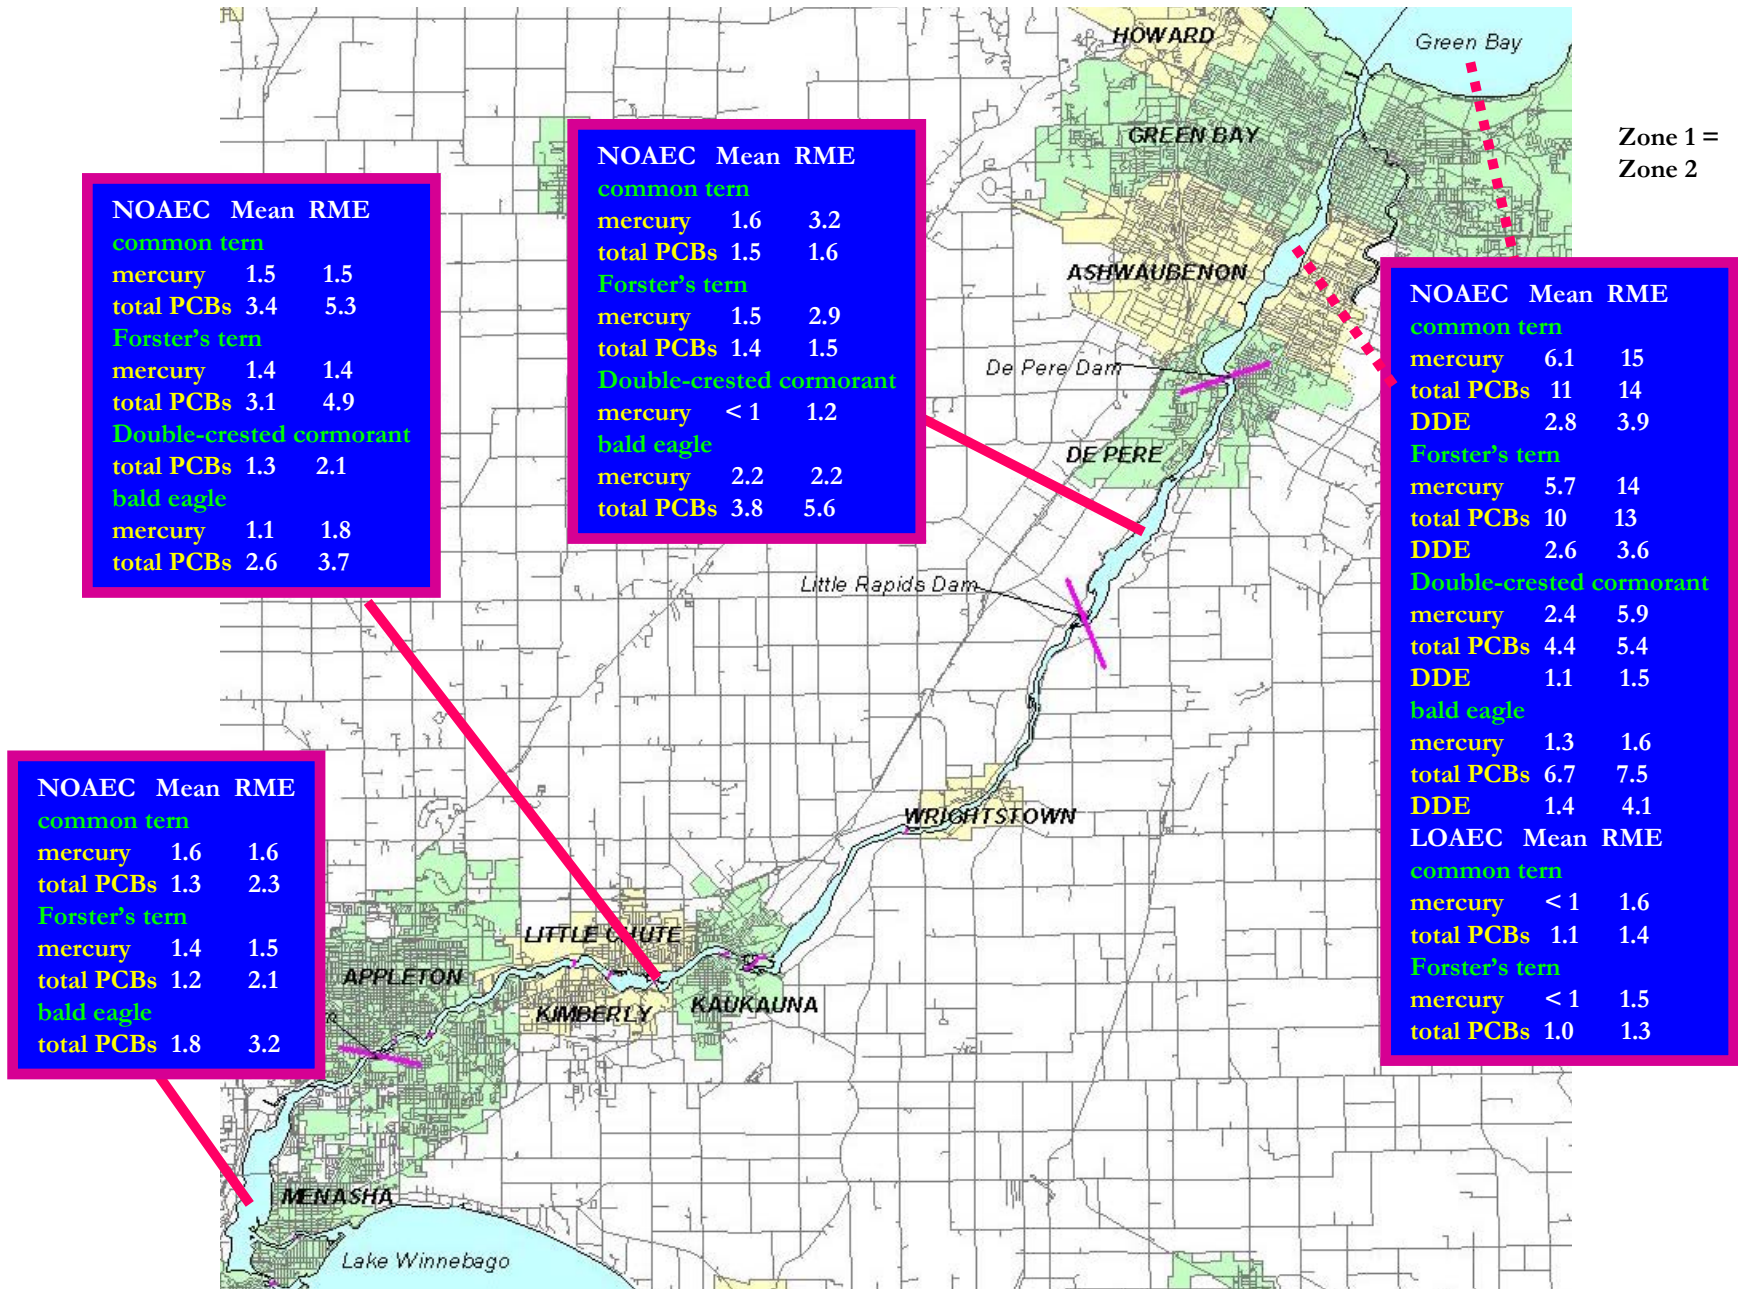 HOWARD
Green Bay
GREEN BAY
Zone 1 =
Zone 2
ASHWAUBENON
De Pere Dam
DE PERE
Little Rapids Dam
WRIGHTSTOWN
LITTLE CHUTE
APPLETON
KIMBERLY
KAUKAUNA
MENASHA
Lake Winnebago
NOAEC Mean RME
common tern
mercury 1.5 1.5
total PCBs 3.4 5.3
Forster's tern
mercury 1.4 1.4
total PCBs 3.1 4.9
Double-crested cormorant
total PCBs 1.3 2.1
bald eagle
mercury 1.1 1.8
total PCBs 2.6 3.7
NOAEC Mean RME
common tern
mercury 1.6 3.2
total PCBs 1.5 1.6
Forster's tern
mercury 1.5 2.9
total PCBs 1.4 1.5
Double-crested cormorant
mercury < 1 1.2
bald eagle
mercury 2.2 2.2
total PCBs 3.8 5.6
NOAEC Mean RME
common tern
mercury 6.1 15
total PCBs 11 14
DDE 2.8 3.9
Forster's tern
mercury 5.7 14
total PCBs 10 13
DDE 2.6 3.6
Double-crested cormorant
mercury 2.4 5.9
total PCBs 4.4 5.4
DDE 1.1 1.5
bald eagle
mercury 1.3 1.6
total PCBs 6.7 7.5
DDE 1.4 4.1
LOAEC Mean RME
common tern
mercury < 1 1.6
total PCBs 1.1 1.4
Forster's tern
mercury < 1 1.5
total PCBs 1.0 1.3
NOAEC Mean RME
common tern
mercury 1.6 1.6
total PCBs 1.3 2.3
Forster's tern
mercury 1.4 1.5
total PCBs 1.2 2.1
bald eagle
total PCBs 1.8 3.2